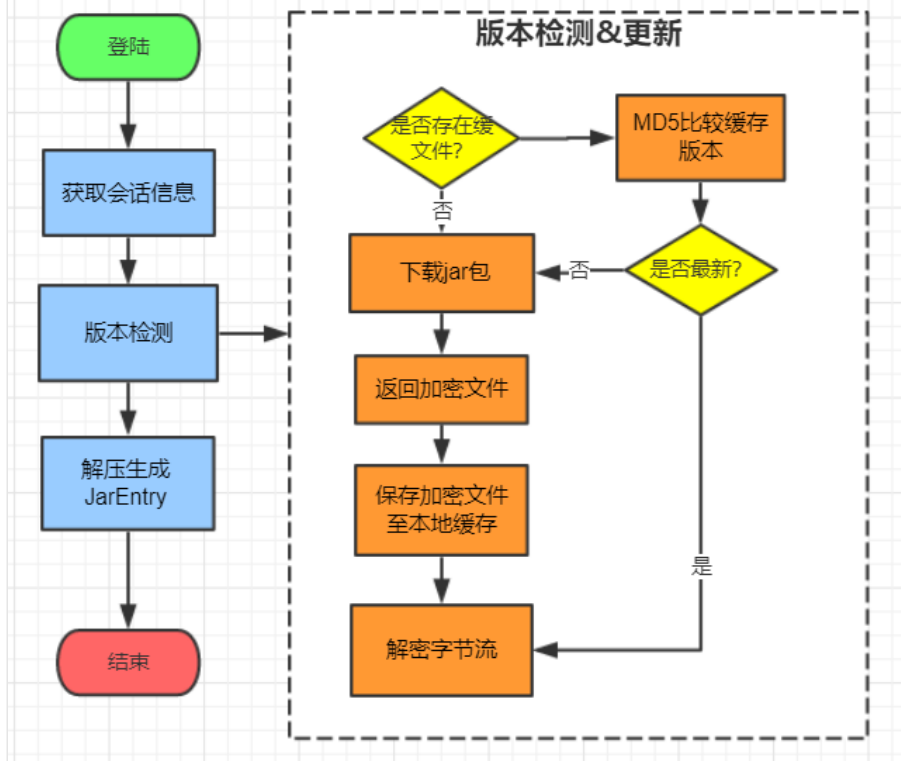 登陆
获取会话信息
版本检测
解压生成
JarEntry
结束
版本检测&更新
是否存在缓
文件?
MD5比较缓存
版本
否
下载jar包
否
是否最新?
返回加密文件
保存加密文件
至本地缓存
是
解密字节流